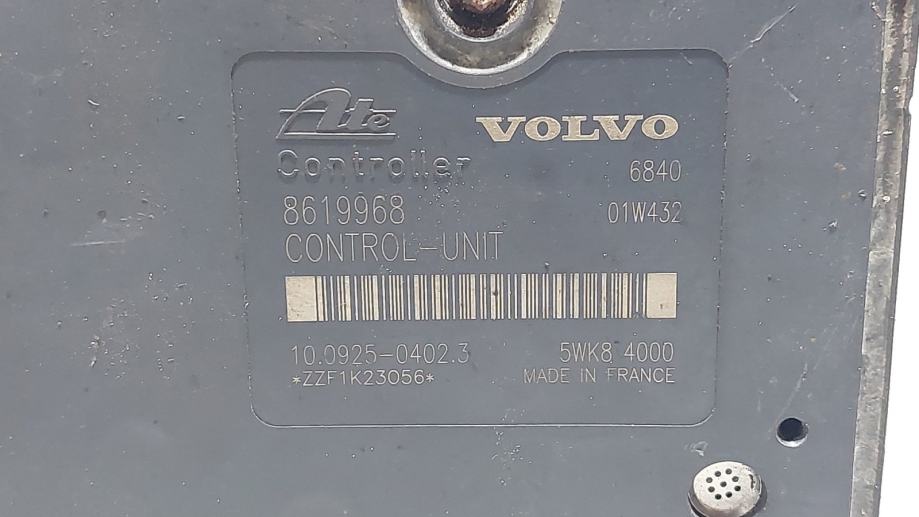 Ate VOLVO
Controller 6840
8619968 01W432
CONTROL-UNIT
10.0925-0402.3 5WK8 4000
*ZZF1K23056* MADE IN FRANCE